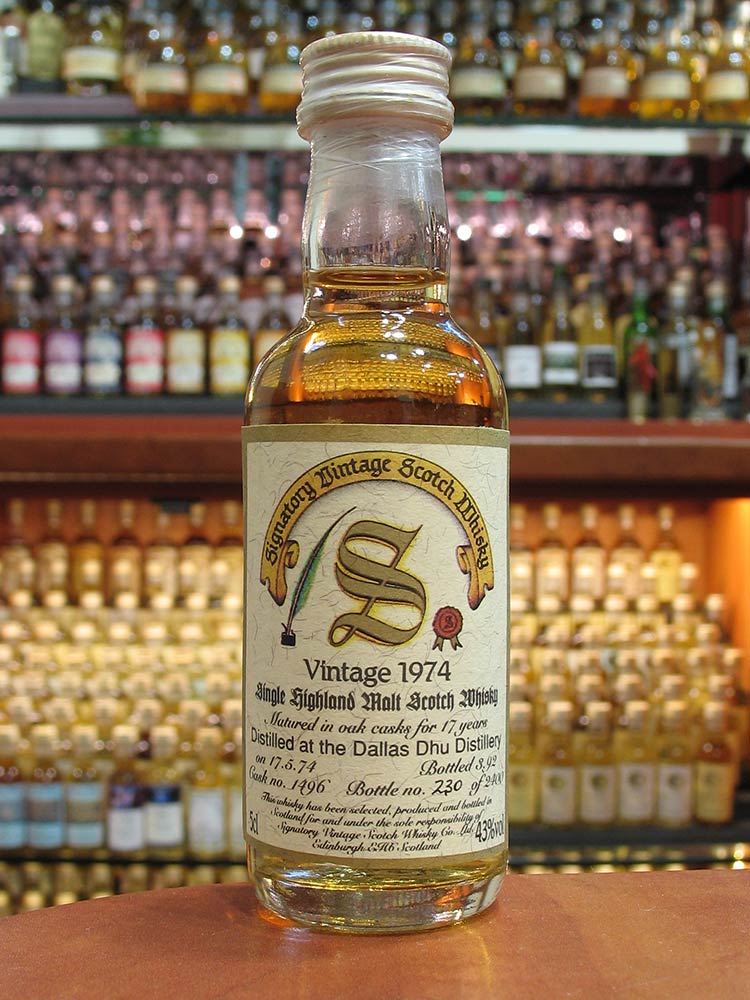 Signatory Vintage Scotch Whisky
S
S
Vintage 1974
Single Highland Malt Scotch Whisky
Matured in oak casks for 17 years
Distilled at the Dallas Dhu Distillery
on 17.5.74 Bottled 3.92
Cask no. 1496 Bottle no. 230 of 2400
This whisky has been selected, produced and bottled in
Scotland for and under the sole responsibility of
5cl Signatory Vintage Scotch Whisky Co. Ltd. 43%vol
Edinburgh EH6 Scotland